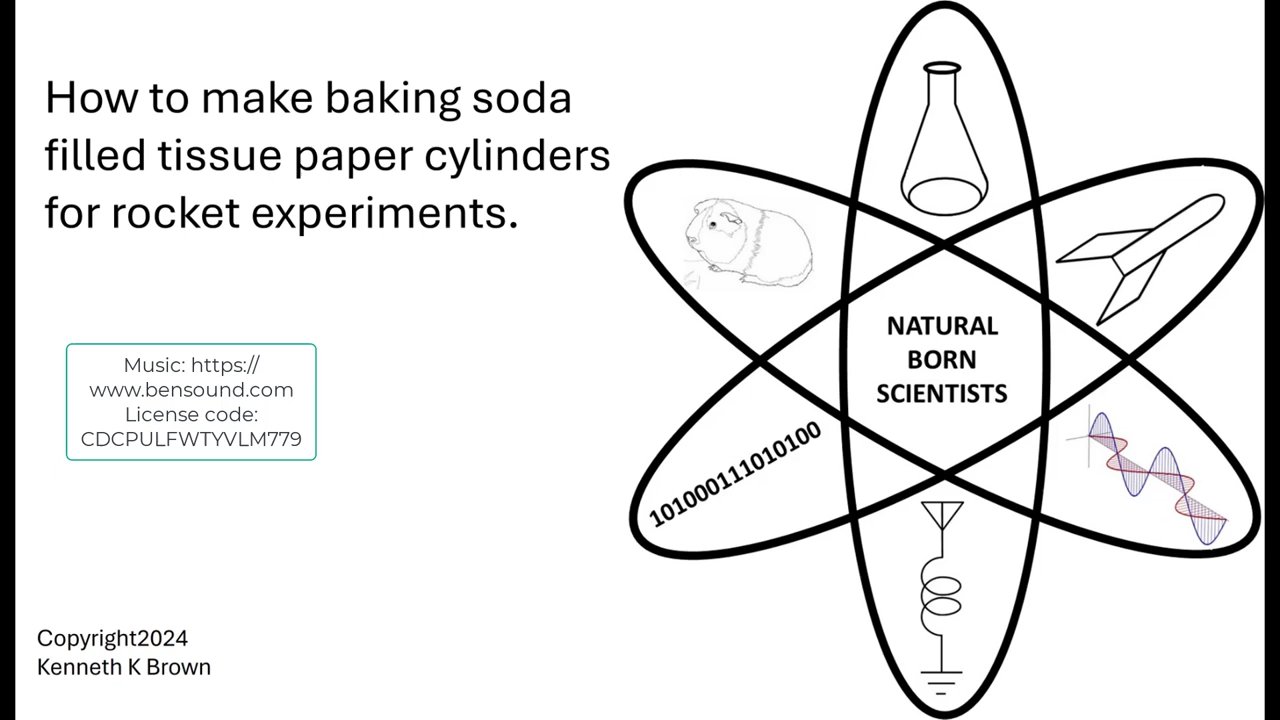 How to make baking soda
filled tissue paper cylinders
for rocket experiments.
Music: https://
www.bensound.com
License code:
CDCPULFWTYVLM779
Copyright2024
Kenneth K Brown
NATURAL
BORN
SCIENTISTS
101000111010100